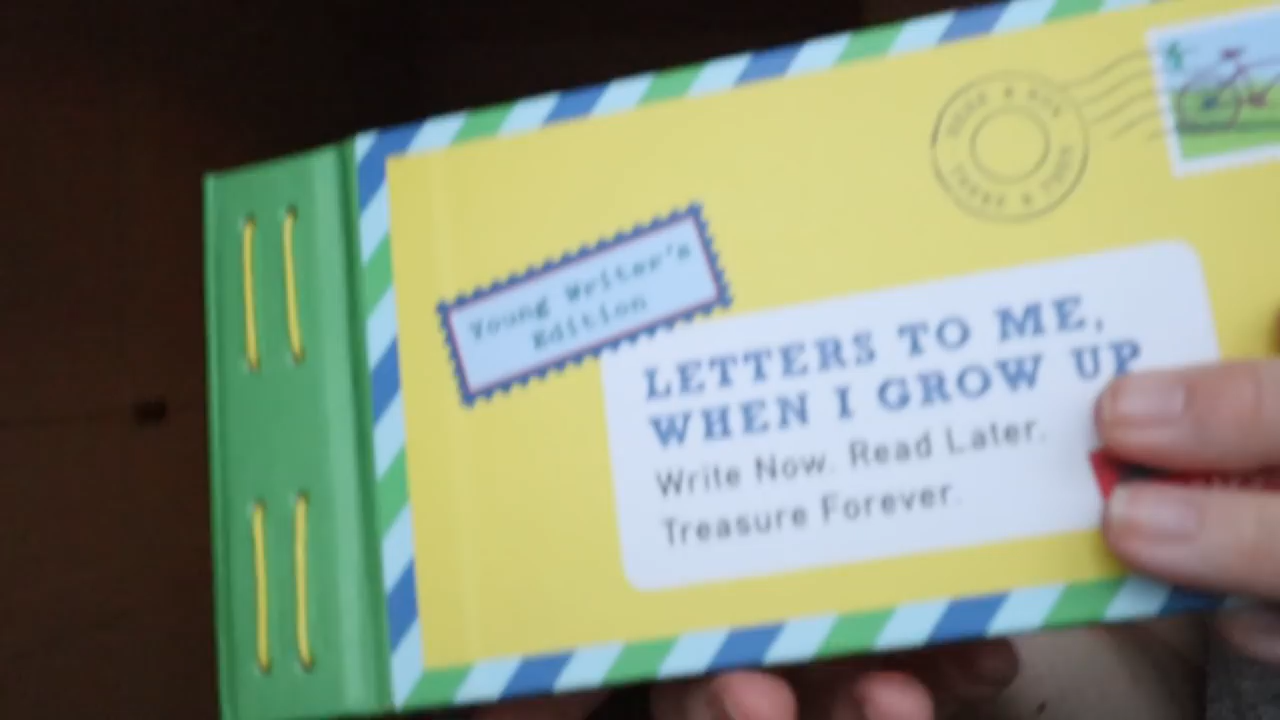 Young Writer's
Edition
LETTERS TO ME,
WHEN I GROW UP
Write Now. Read Later.
Treasure Forever.